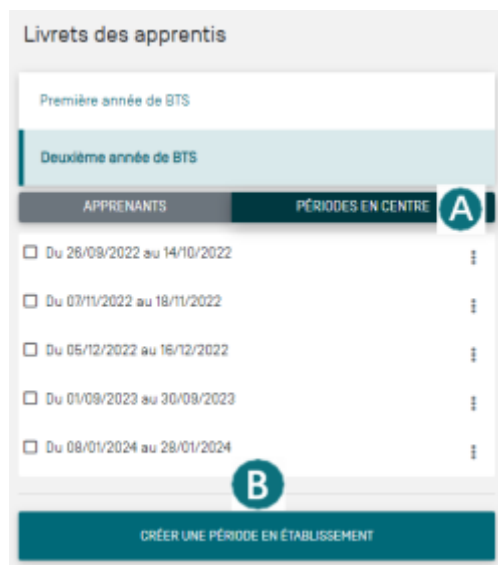 Livrets des apprentis
Première année de BTS
Deuxième année de BTS
APPRENANTS
PÉRIODES EN CENTRE
A
Du 26/09/2022 au 14/10/2022
Du 07/11/2022 au 18/11/2022
Du 05/12/2022 au 16/12/2022
Du 01/09/2023 au 30/09/2023
Du 08/01/2024 au 28/01/2024
B
CRÉER UNE PÉRIODE EN ÉTABLISSEMENT